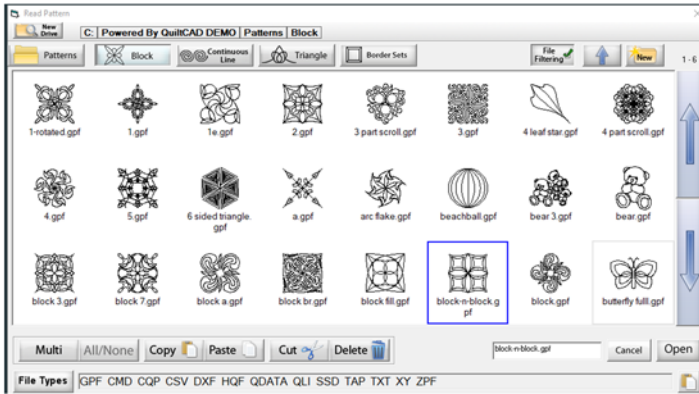 Read Pattern
New
Drive
C: Powered By QuiltCAD DEMO Patterns Block
Patterns Block Continuous
Line Triangle Border Sets File
Filtering New 1 - 6
1-rotated.gpf 1.gpf 1e.gpf 2.gpf 3 part scroll.gpf 3.gpf 4 leaf star.gpf 4 part scroll.gpf
4.gpf 5.gpf 6 sided triangle.
gpf a.gpf arc flake.gpf beachball.gpf bear 3.gpf bear.gpf
block 3.gpf block 7.gpf block a.gpf block br.gpf block fill.gpf block-n-block.g
pf block.gpf butterfly fulll.gpf
Multi All/None Copy Paste Cut Delete block-n-block.gpf Cancel Open
File Types GPF CMD CQP CSV DXF HQF QDATA QLI SSD TAP TXT XY ZPF